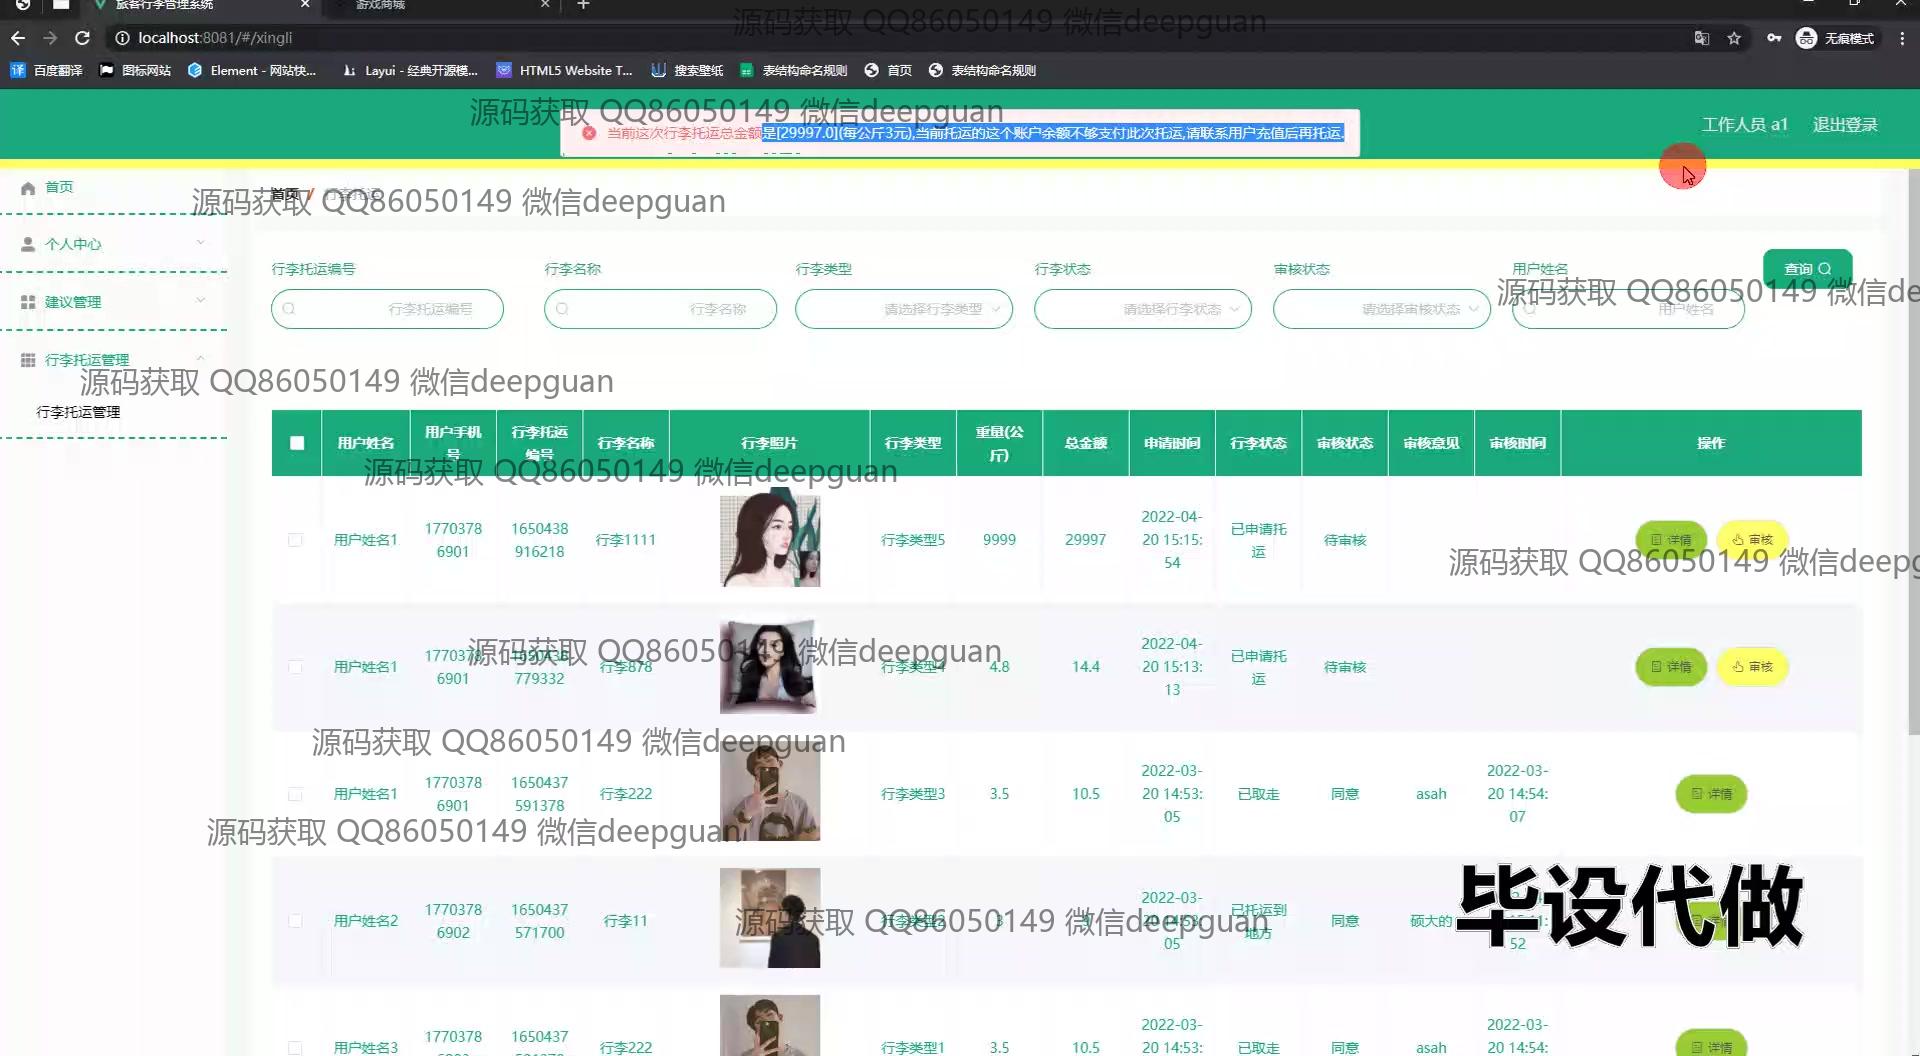 旅客行李管理系统
游戏商城
源码获取 QQ86050149 微信deepguan
localhost:8081/#/xingli
无痕模式
百度翻译
图标网站
Element - 网站快...
Layui - 经典开源模...
HTML5 Website T...
搜索壁纸
表结构命名规则
首页
表结构命名规则
源码获取 QQ86050149 微信deepguan
当前这次行李托运总金额是[29997.0](每公斤3元),当前托运的这个账户余额不够支付此次托运,请联系用户充值后再托运.
工作人员 a1
退出登录
首页
个人中心
建议管理
行李托运管理
行李托运管理
首页 / 行李托运
源码获取 QQ86050149 微信deepguan
行李托运编号
行李名称
行李类型
行李状态
审核状态
用户姓名
查询
行李托运编号
行李名称
请选择行李类型
请选择行李状态
请选择审核状态
用户姓名
源码获取 QQ86050149 微信de
源码获取 QQ86050149 微信deepguan
用户姓名
用户手机
号
行李托运
编号
行李名称
行李照片
行李类型
重量(公
斤)
总金额
申请时间
行李状态
审核状态
审核意见
审核时间
操作
源码获取 QQ86050149 微信deepguan
用户姓名1
1770378
6901
1650438
916218
行李1111
行李类型5
9999
29997
2022-04-
20 15:15:
54
已申请托
运
待审核
详情
审核
源码获取 QQ86050149 微信deepg
用户姓名1
1770378
6901
1650438
779332
行李878
行李类型4
4.8
14.4
2022-04-
20 15:13:
13
已申请托
运
待审核
详情
审核
源码获取 QQ86050149 微信deepguan
源码获取 QQ86050149 微信deepguan
用户姓名1
1770378
6901
1650437
591378
行李222
行李类型3
3.5
10.5
2022-03-
20 14:53:
05
已取走
同意
asah
2022-03-
20 14:54:
07
详情
源码获取 QQ86050149 微信deepguan
用户姓名2
1770378
6902
1650437
571700
行李11
行李类型2
3
2022-03-
20 14:53:
05
已托运到
地方
同意
硕大的
52
源码获取 QQ86050149 微信deepguan
毕设代做
用户姓名3
1770378
1650437
行李222
行李类型1
3.5
10.5
2022-03-
20 14:53:
已取走
同意
asah
2022-03-
20 14:54:
详情